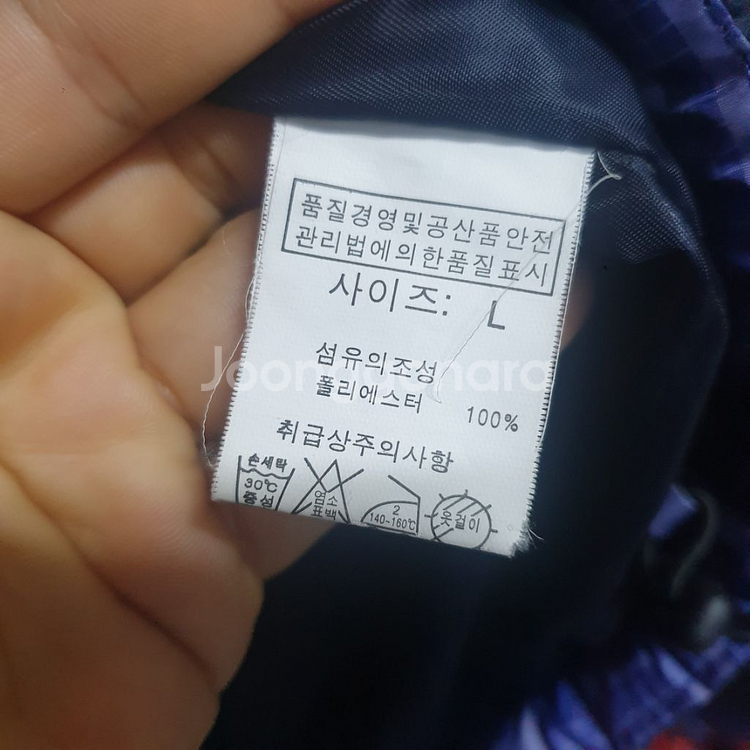 품질경영및공산품안전
관리법에의한품질표시
사이즈: L
섬유의조성
폴리에스터 100%
취급상주의사항
손세탁
30℃
중성
염소
표백
2
140~160℃
옷걸이
Joonggonara